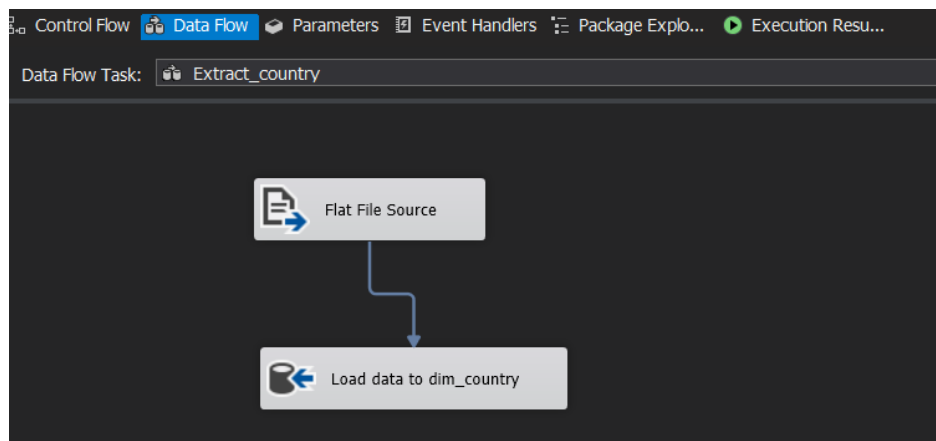 Control Flow Data Flow Parameters Event Handlers Package Explo... Execution Resu...
Data Flow Task: Extract_country
Flat File Source
Load data to dim_country